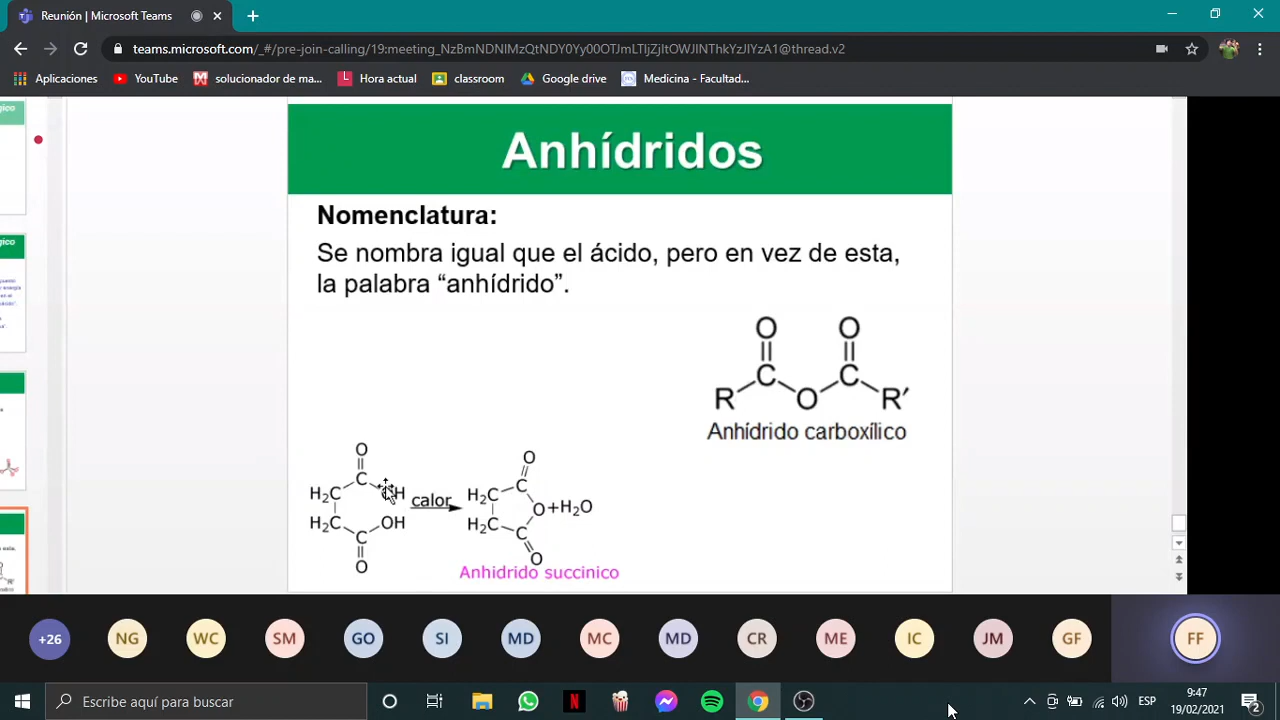 Reunión | Microsoft Teams
teams.microsoft.com/_#/pre-join-calling/19:meeting_NzBmNDNlMzQtNDY0Yy00OTJmLTljZjItOWJlNThkYzJlYzA1@thread.v2
Aplicaciones YouTube solucionador de ma... Hora actual classroom Google drive Medicina - Facultad...
Anhídridos
Nomenclatura:
Se nombra igual que el ácido, pero en vez de esta,
la palabra “anhídrido”.
O O
C C
R O R′
Anhídrido carboxílico
O O
C C
H₂C OH calor H₂C O+H₂O
H₂C OH H₂C
C C
O O
Anhidrido succinico
+26 NG WC SM GO SI MD MC MD CR ME IC JM GF FF
Escribe aquí para buscar
ESP
9:47
19/02/2021
2